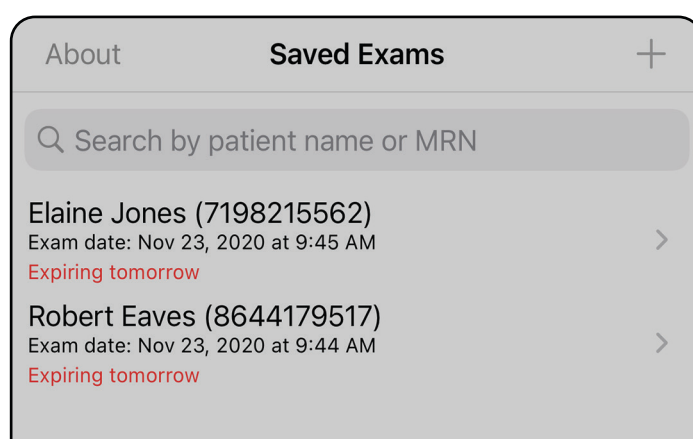 About Saved Exams
Search by patient name or MRN
Elaine Jones (7198215562)
Exam date: Nov 23, 2020 at 9:45 AM
Expiring tomorrow
Robert Eaves (8644179517)
Exam date: Nov 23, 2020 at 9:44 AM
Expiring tomorrow